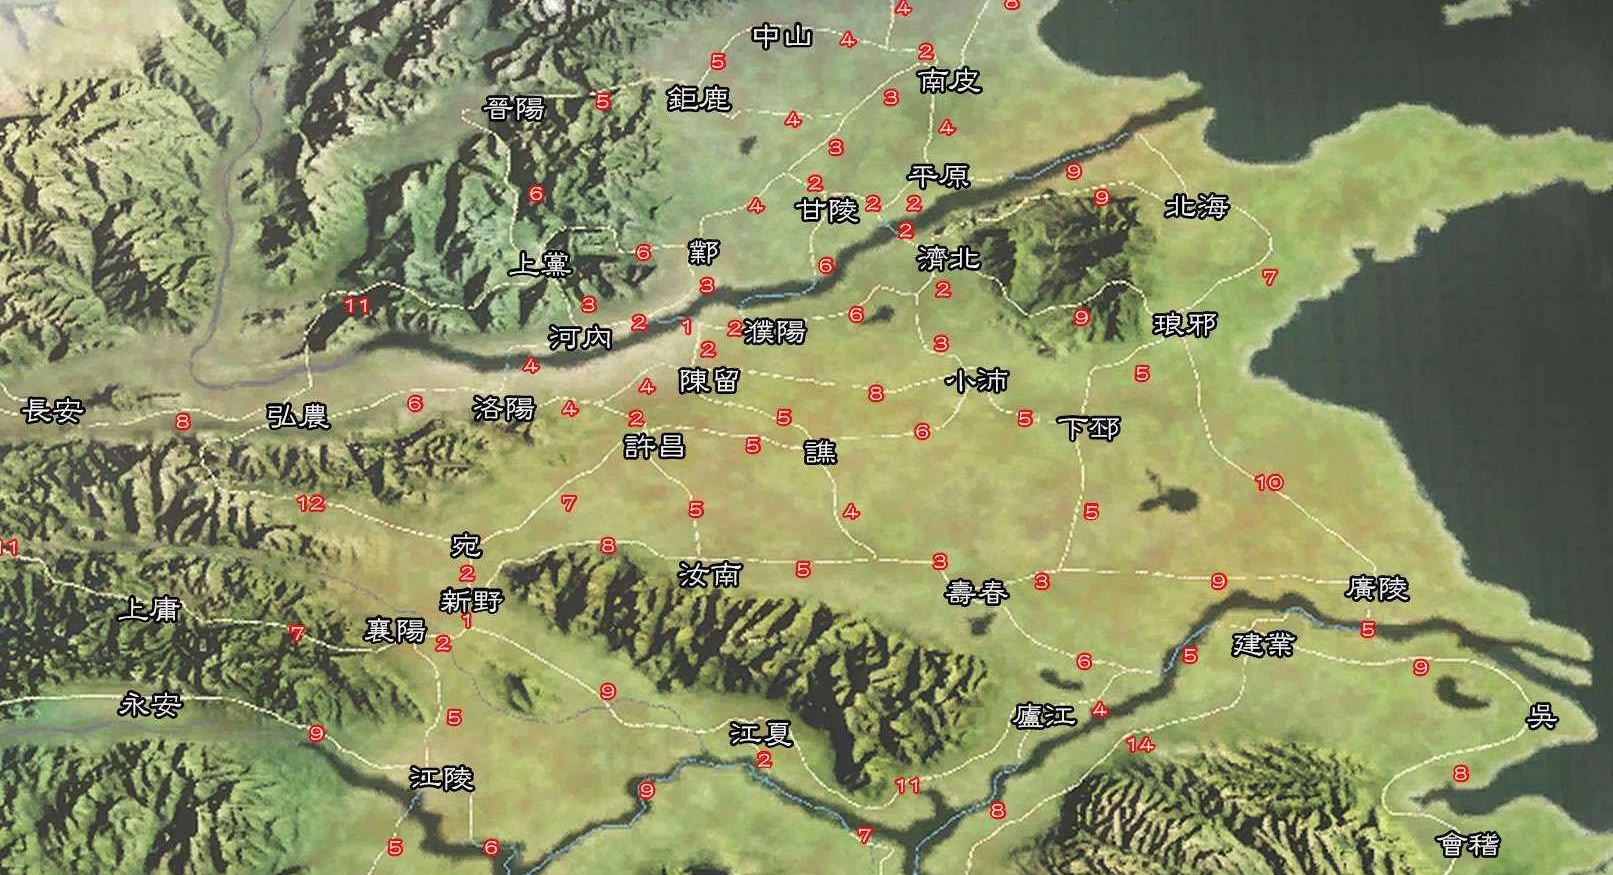 4
8
中山
4
2
5
南皮
晉陽
5
鉅鹿
3
4
4
3
平原
9
6
2
9
4
甘陵
2
2
北海
2
6
鄴
上黨
6
濟北
7
3
2
11
3
6
9
2
1
2
濮陽
琅邪
河內
2
3
4
5
4
陳留
8
小沛
長安
8
弘農
6
洛陽
4
2
5
5
下邳
許昌
5
譙
6
12
7
5
4
5
10
11
宛
8
2
汝南
5
3
壽春
3
9
廣陵
上庸
新野
1
7
襄陽
2
建業
5
5
6
9
永安
9
5
9
江夏
廬江
4
吳
2
14
江陵
9
11
8
8
7
5
6
會稽